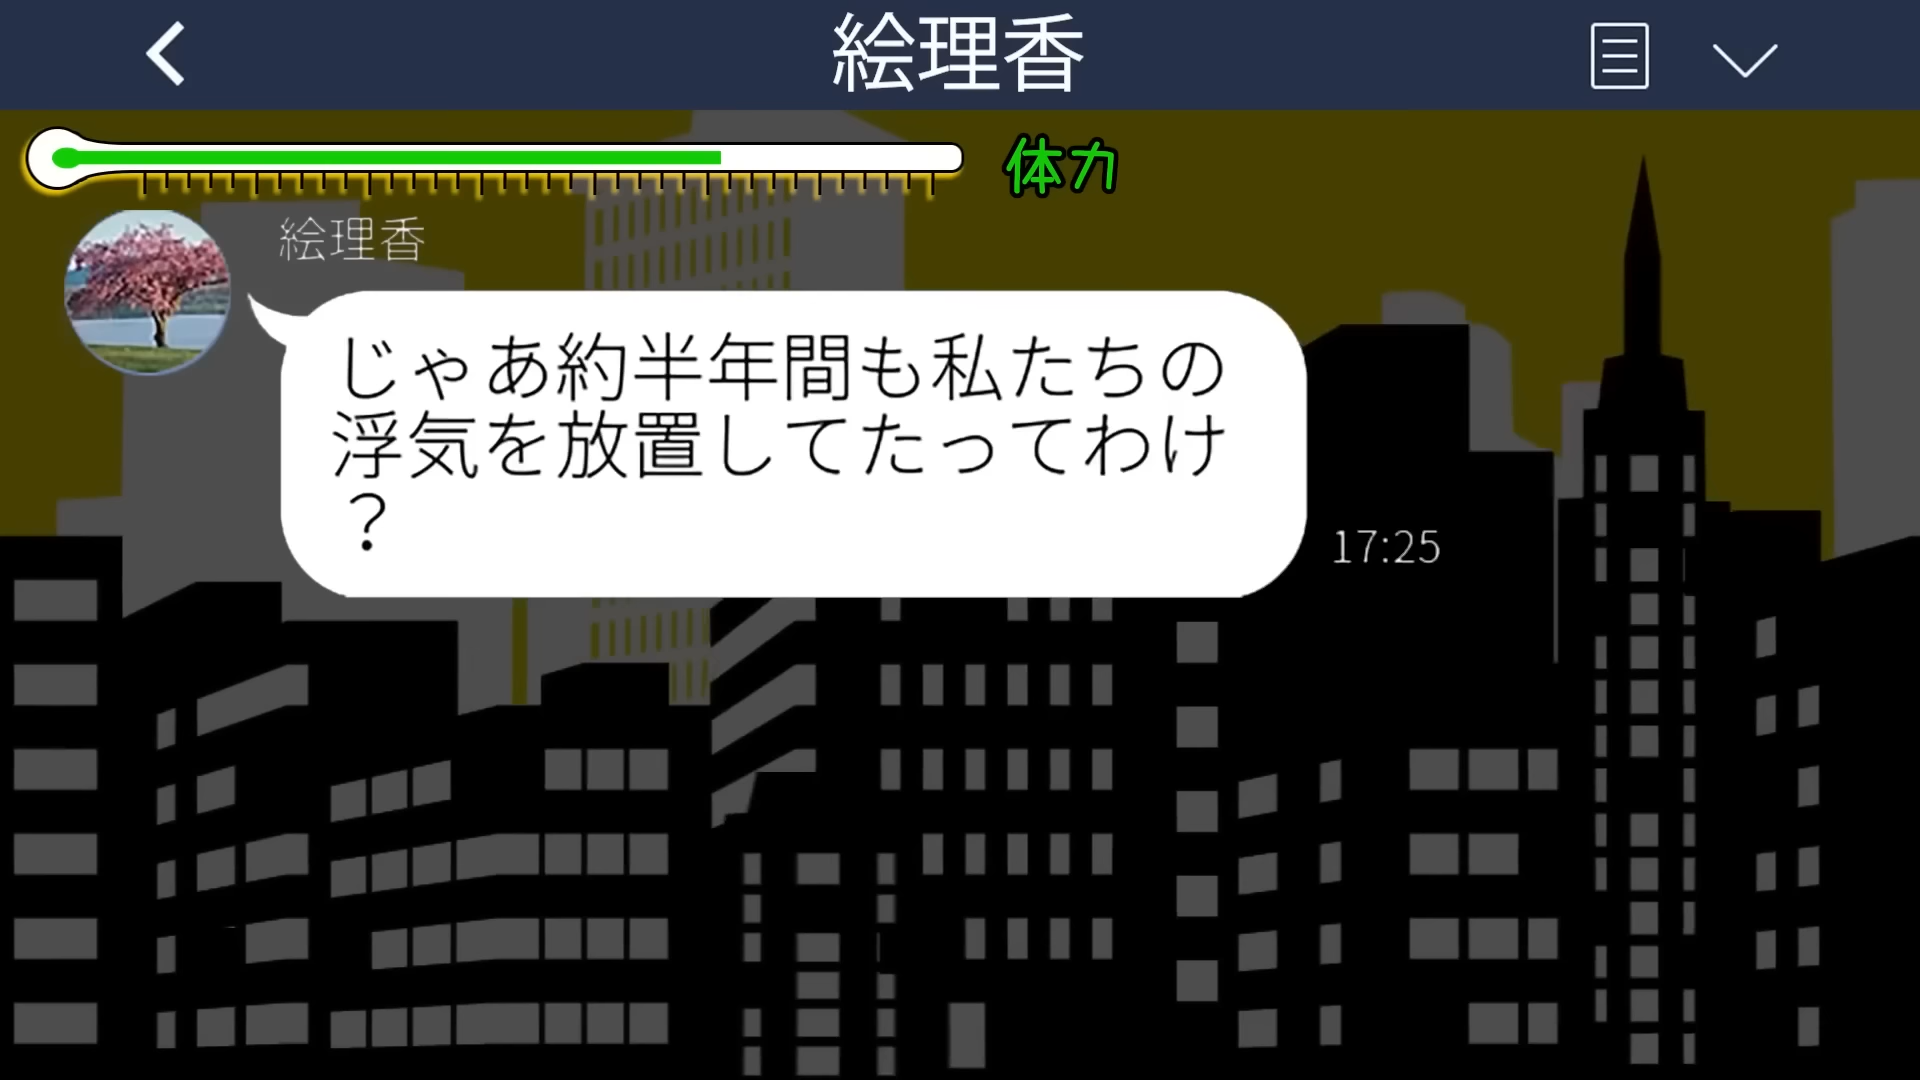 絵理香
体力
絵理香
じゃあ約半年間も私たちの
浮気を放置してたってわけ
？
17:25